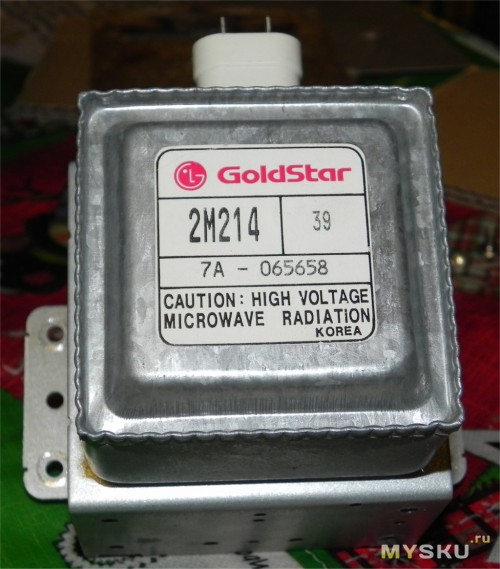 LG GoldStar
2M214 39
7A - 065658
CAUTION: HIGH VOLTAGE
MICROWAVE RADIATION
KOREA
MYSKU.ru